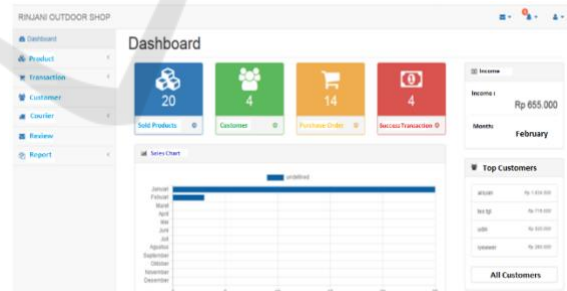 RINJANI OUTDOOR SHOP
Dashboard
Product
Transaction
Customer
Courier
Review
Report
Dashboard
20
Sold Products
4
Customer
14
Purchase Order
4
Success Transaction
Income
Income :
Rp 655.000
Month:
February
Sales Chart
undefined
Januari
Februari
Maret
April
Mei
Juni
Juli
Agustus
September
Oktober
November
Desember
Top Customers
All Customers